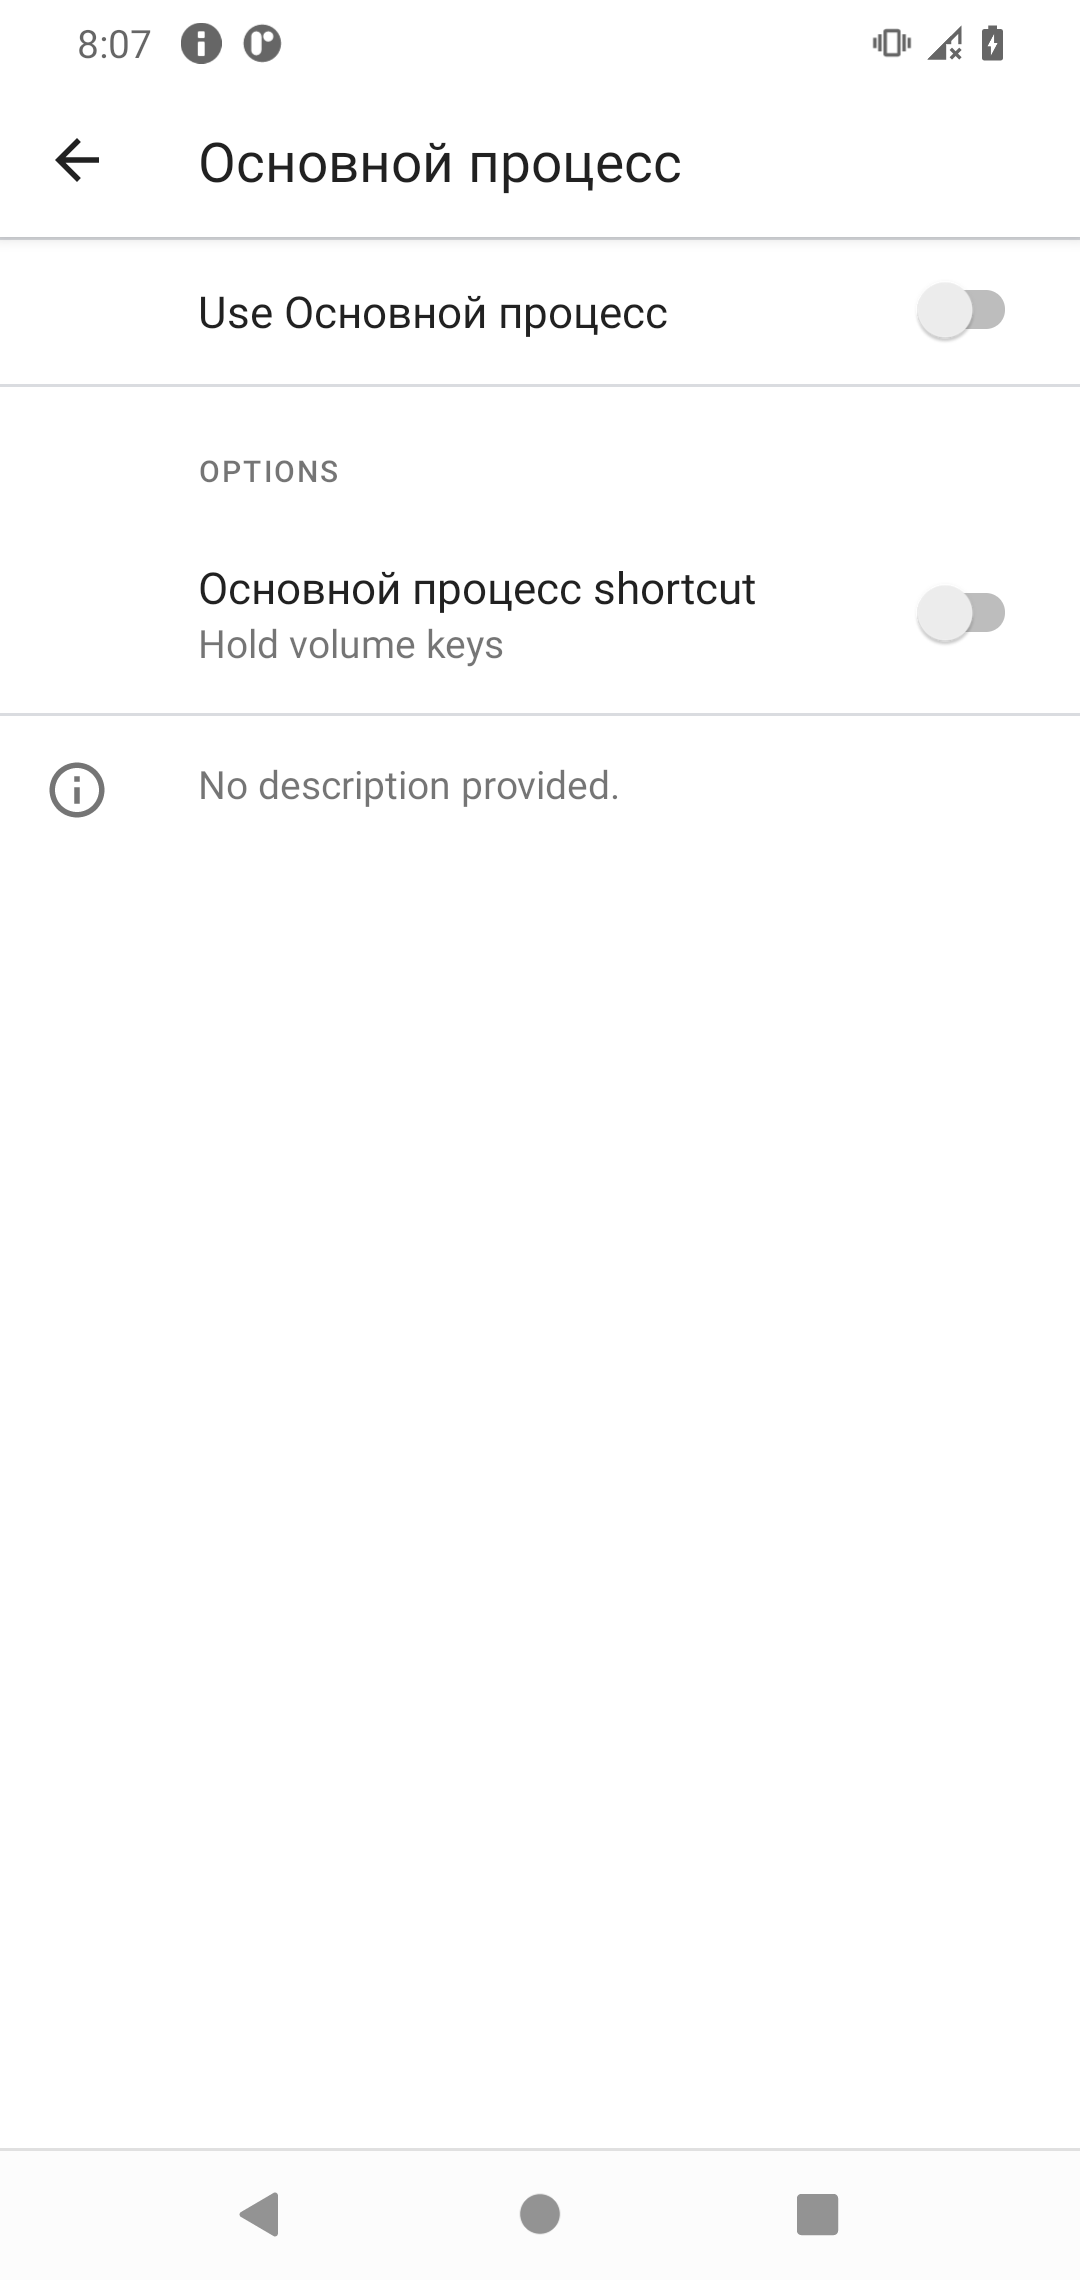 8:07
Основной процесс
Use Основной процесс
OPTIONS
Основной процесс shortcut
Hold volume keys
No description provided.